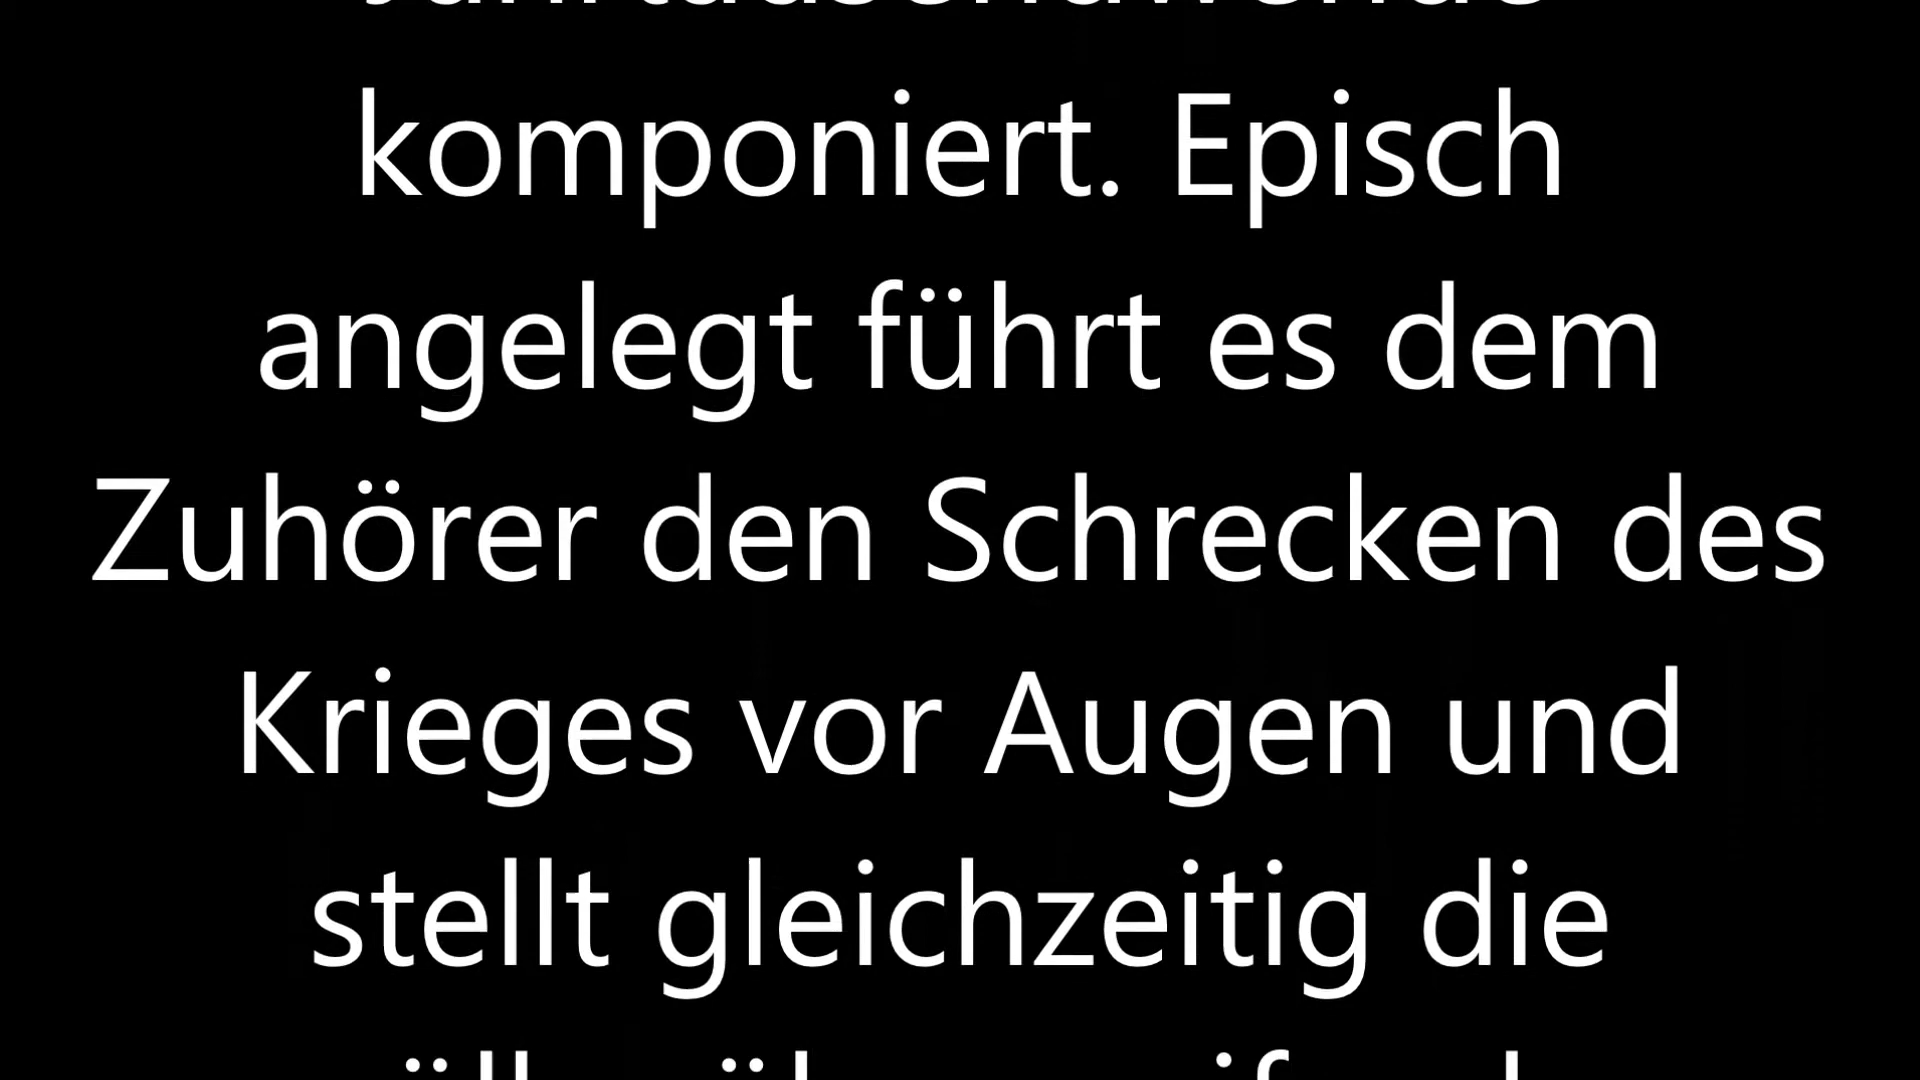 komponiert. Episch
angelegt führt es dem
Zuhörer den Schrecken des
Krieges vor Augen und
stellt gleichzeitig die